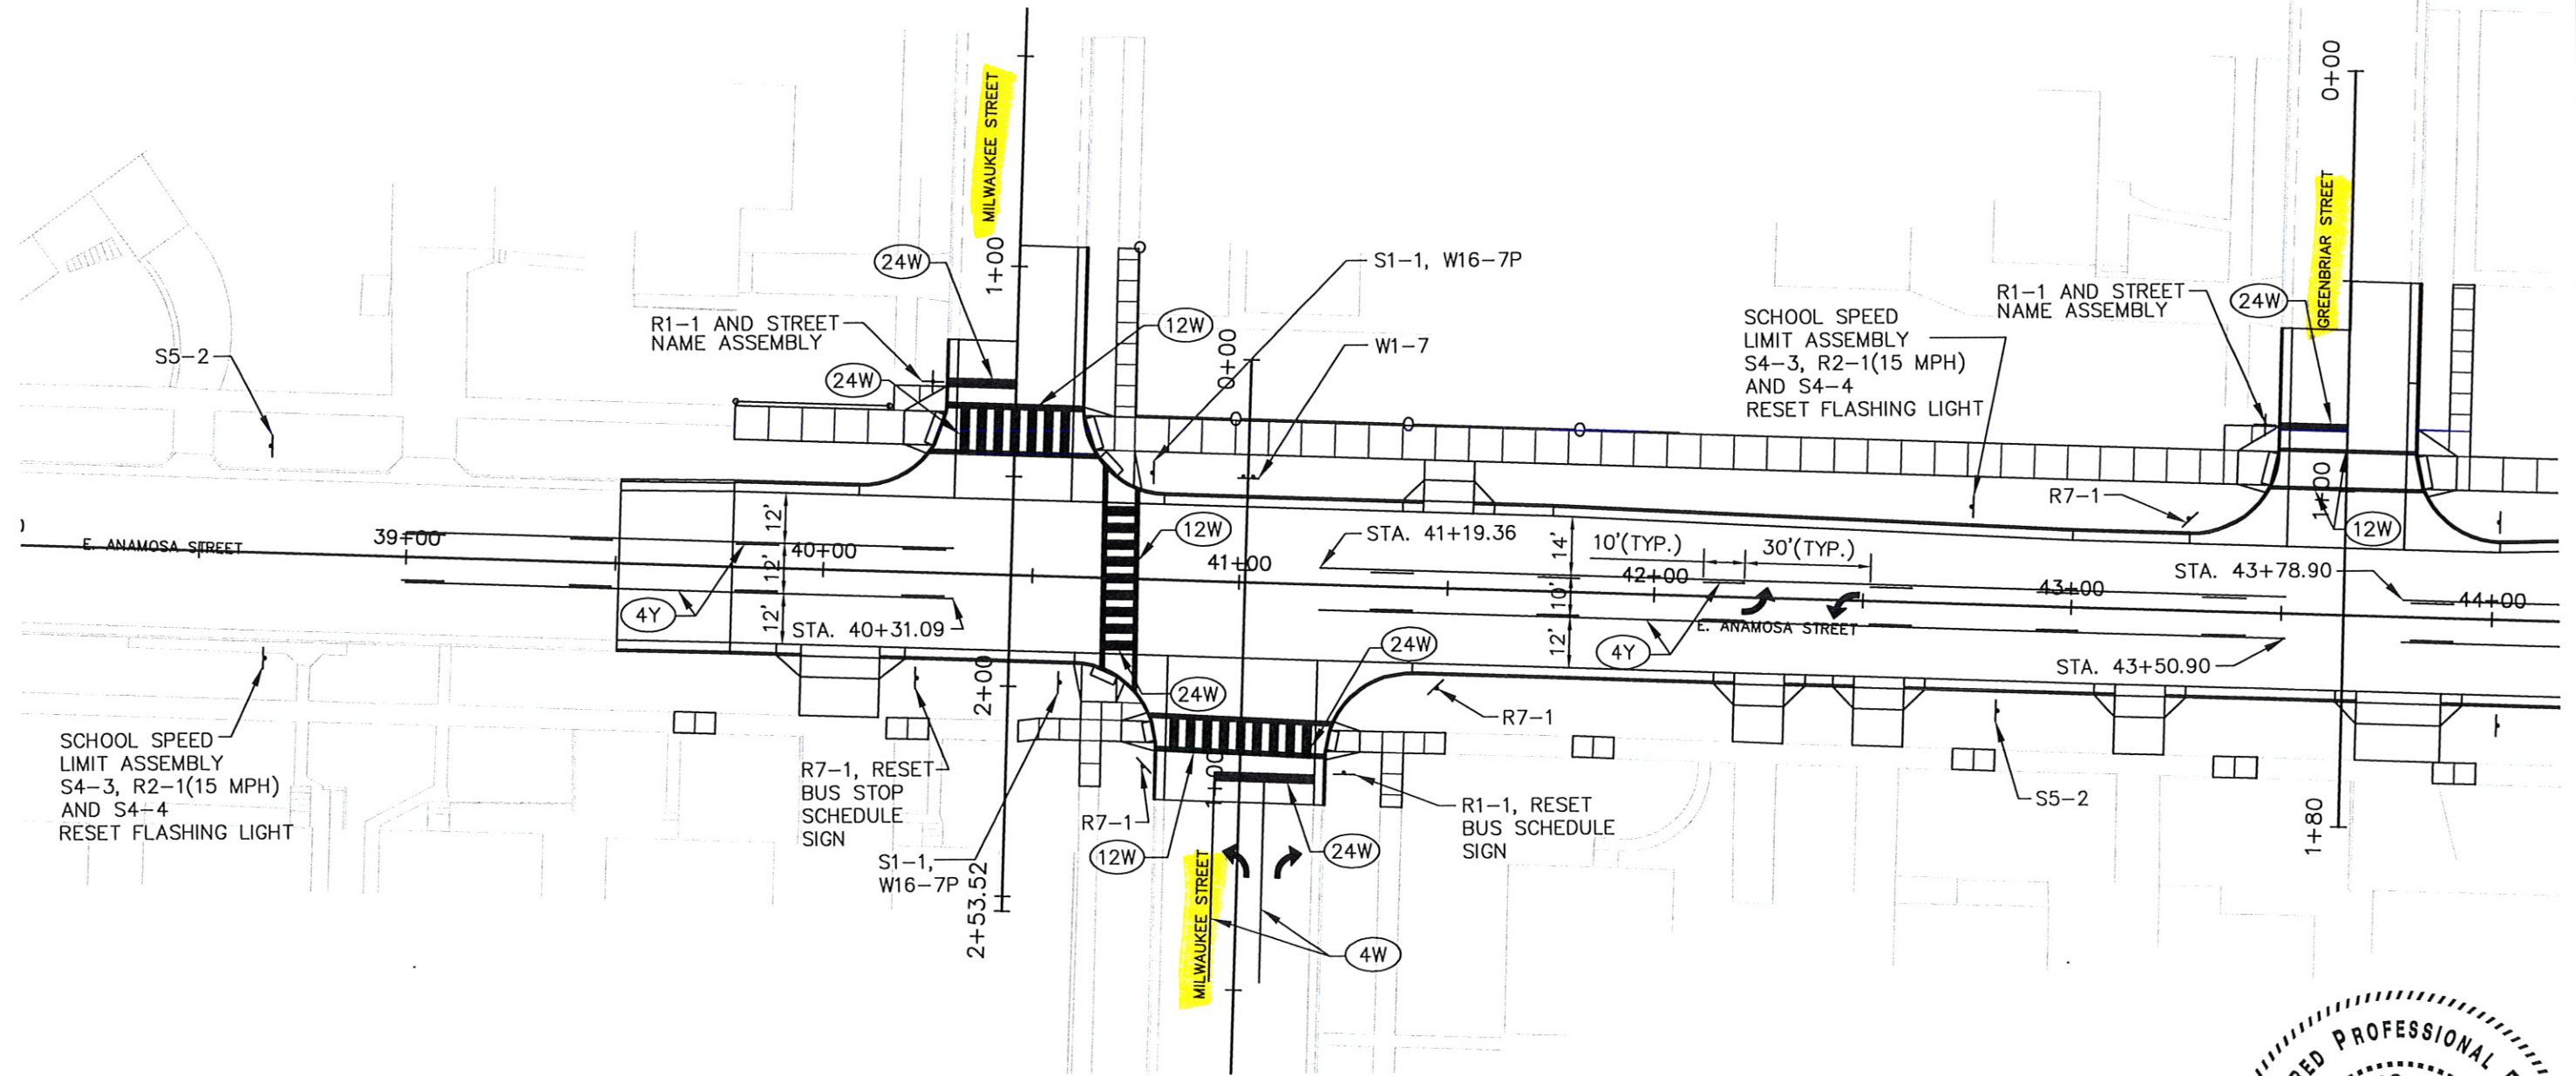 MILWAUKEE STREET
1+00
24W
R1-1 AND STREET
NAME ASSEMBLY
24W
12W
S1-1, W16-7P
W1-7
0+00
S5-2
SCHOOL SPEED
LIMIT ASSEMBLY
S4-3, R2-1(15 MPH)
AND S4-4
RESET FLASHING LIGHT
R1-1 AND STREET
NAME ASSEMBLY
24W
GREENBRIAR STREET
0+00
R7-1
1+00
12W
E. ANAMOSA STREET
39+00
12'
12'
12'
40+00
4Y
STA. 40+31.09
12W
41+00
STA. 41+19.36
14'
10'
12'
10'(TYP.)
30'(TYP.)
42+00
43+00
STA. 43+78.90
44+00
E. ANAMOSA STREET
4Y
STA. 43+50.90
24W
24W
2+00
R7-1
S5-2
SCHOOL SPEED
LIMIT ASSEMBLY
S4-3, R2-1(15 MPH)
AND S4-4
RESET FLASHING LIGHT
R7-1, RESET
BUS STOP
SCHEDULE
SIGN
S1-1,
W16-7P
2+53.52
R7-1
12W
R1-1, RESET
BUS SCHEDULE
SIGN
24W
MILWAUKEE STREET
4W
1+80
PROFESSIONAL